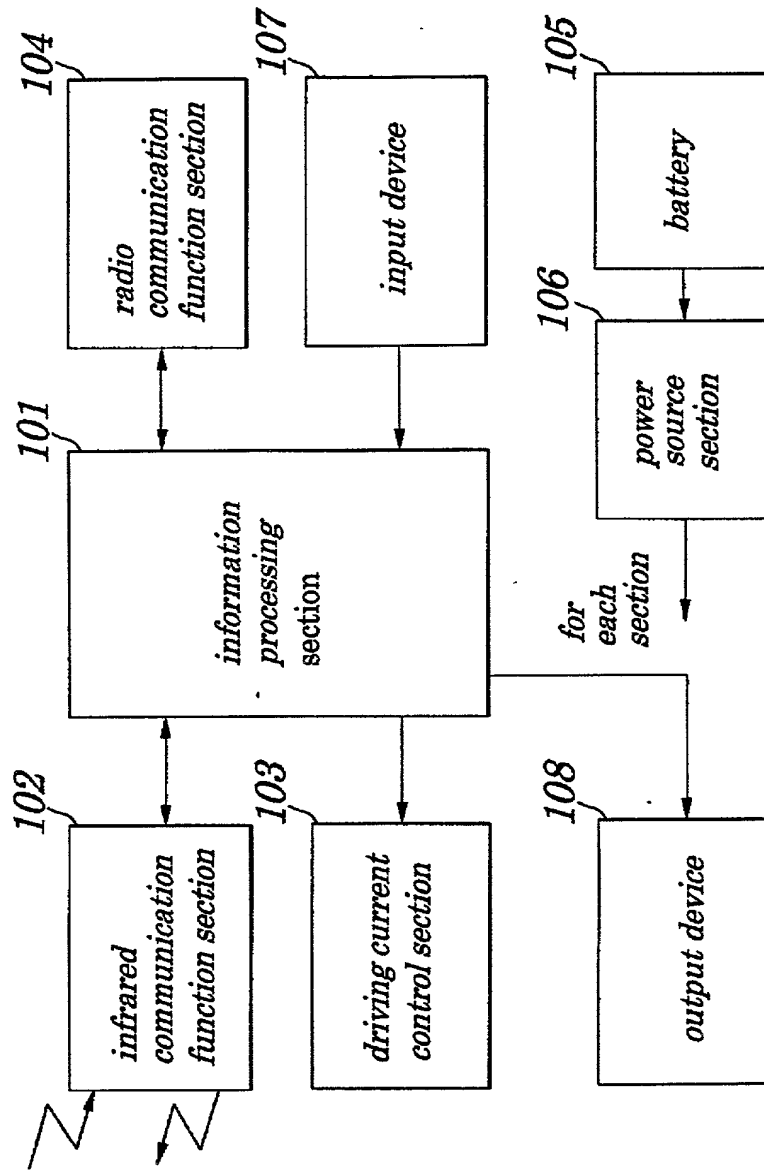 102
infrared
communication
function section
101
information
processing
section
104
radio
communication
function section
103
driving current
control section
107
input device
108
output device
for
each
section
106
power
source
section
105
battery